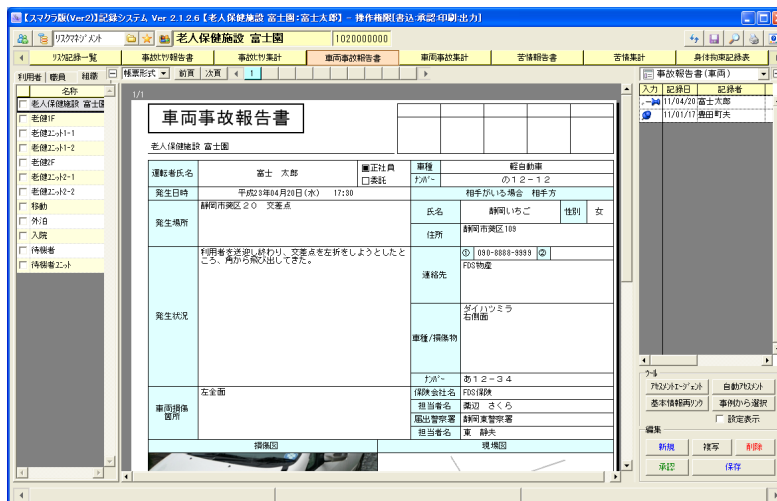 【スマクラ版(Ver2)】記録システム Ver 2.1.2.6 【老人保健施設 富士園:富士太郎】 - 操作権限[書込・承認・印刷・出力]
ﾘｽｸﾏﾈｼﾞﾒﾝﾄ 老人保健施設 富士園 1020000000
ﾘｽｸ記録一覧 事故ﾋﾔﾘ報告書 事故ﾋﾔﾘ集計 車両事故報告書 車両事故集計 苦情報告書 苦情集計 身体拘束記録表
利用者 職員 組織
名称
老人保健施設 富士園
老健1F
老健ﾕﾆｯﾄ1-1
老健ﾕﾆｯﾄ1-2
老健2F
老健ﾕﾆｯﾄ2-1
老健ﾕﾆｯﾄ2-2
移動
外泊
入院
待機者
待機者ﾕﾆｯﾄ
帳票形式 前頁 次頁 1
1/1
車両事故報告書
老人保健施設 富士園
運転者氏名 富士 太郎 ■正社員 □委託 車種 軽自動車
ﾅﾝﾊﾞｰ の12-12
発生日時 平成23年04月20日(水) 17:30 相手がいる場合 相手方
発生場所 静岡市葵区20 交差点
氏名 静岡いちご 性別 女
住所 静岡市葵区109
発生状況 利用者を送迎し終わり、交差点を左折をしようとしたと
ころ、角から飛び出してきた。
連絡先 ① 090-8888-9999 ②
FDS物産
車種/損傷物 ダイハツミラ
右側面
ﾅﾝﾊﾞｰ あ12-34
車両損傷
箇所 左全面
保険会社名 FDS保険
担当者名 渡辺 さくら
届出警察署 静岡東警察署
担当者名 東 静夫
損傷図 現場図
事故報告書(車両)
入力 記録日 記録者
11/04/20 富士太郎
11/01/17 豊田町夫
ﾂｰﾙ
ｱｾｽﾒﾝﾄｴｰｼﾞｪﾝﾄ 自動ｱｾｽﾒﾝﾄ
基本情報再ﾘﾝｸ 事例から選択
設定表示
編集
新規 複写 削除
承認 保存